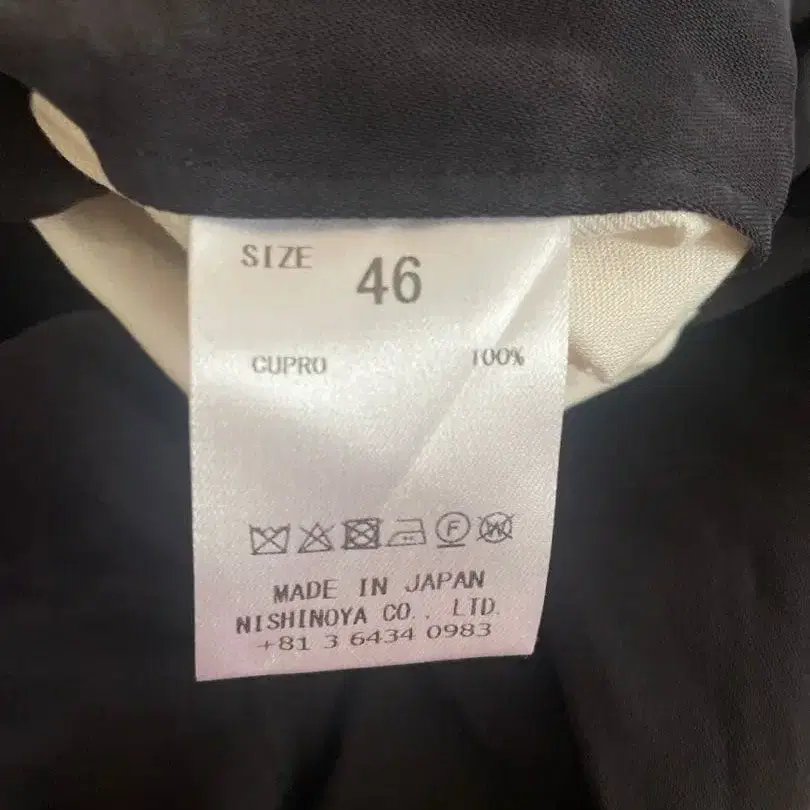 SIZE 46
CUPRO 100%
F W
MADE IN JAPAN
NISHINOYA CO., LTD.
+81 3 6434 0983